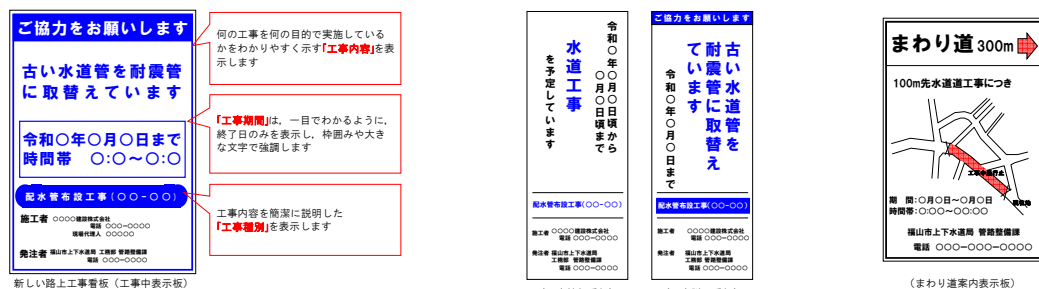 ご協力をお願いします
古い水道管を耐震管
に取替えています
令和○年○月○日まで
時間帯　○:○～○:○
配水管布設工事(○○-○○)
施工者 ○○○○建設株式会社
電話 ○○○-○○○○
現場代理人 ○○○○○
発注者 福山市上下水道局 工務部 管路整備課
電話 ○○○-○○○○
新しい路上工事看板（工事中表示板）
何の工事を何の目的で実施している
かをわかりやすく示す「工事内容」を表
示します
「工事期間」は，一目でわかるように，
終了日のみを表示し，枠囲みや大き
な文字で強調します
工事内容を簡潔に説明した
「工事種別」を表示します
令和○年○月○日頃から
○月○日頃まで
水道工事
を予定しています
配水管布設工事(○○-○○)
施工者 ○○○○建設株式会社
電話 ○○○-○○○○
発注者 福山市上下水道局
工務部 管路整備課
電話 ○○○-○○○○
ご協力をお願いします
古い水道管を
耐震管に取替え
ています
令和○年○月○日まで
配水管布設工事(○○-○○)
施工者 ○○○○建設株式会社
電話 ○○○-○○○○
発注者 福山市上下水道局
工務部 管路整備課
電話 ○○○-○○○○
まわり道 300m
100m先水道道工事につき
現在地
期　間:○月○日～○月○日
時間帯:○:○○～○○:○○
福山市上下水道局 管路整備課
電話 ○○○-○○○-○○○○
（まわり道案内表示板）